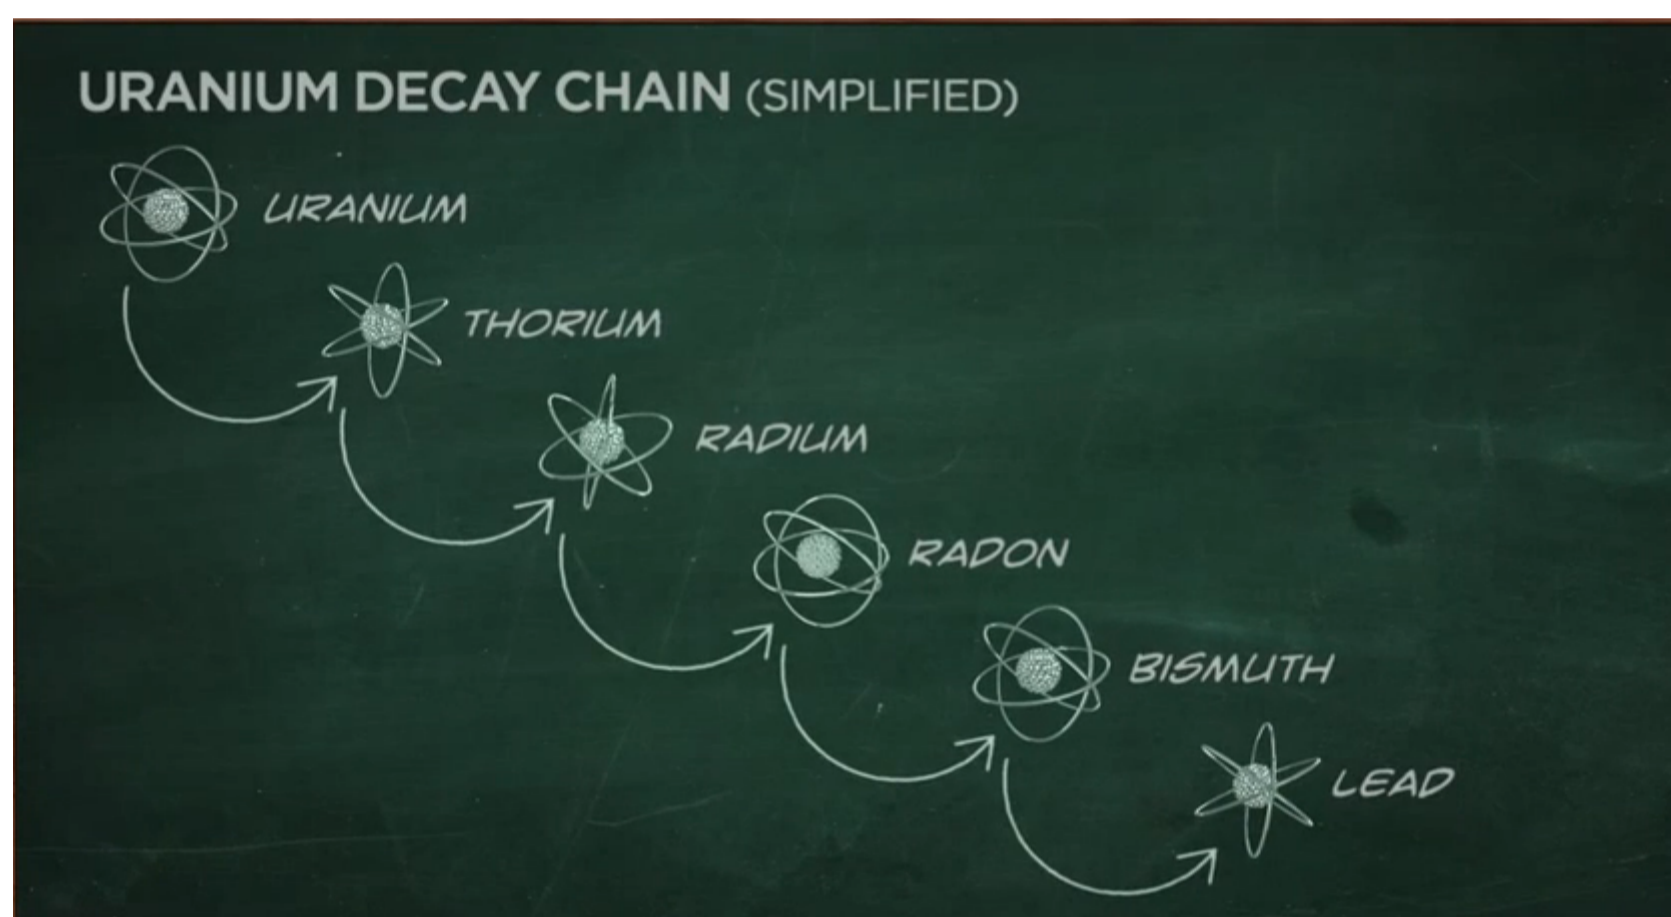 URANIUM DECAY CHAIN (SIMPLIFIED)
URANIUM
THORIUM
RADIUM
RADON
BISMUTH
LEAD